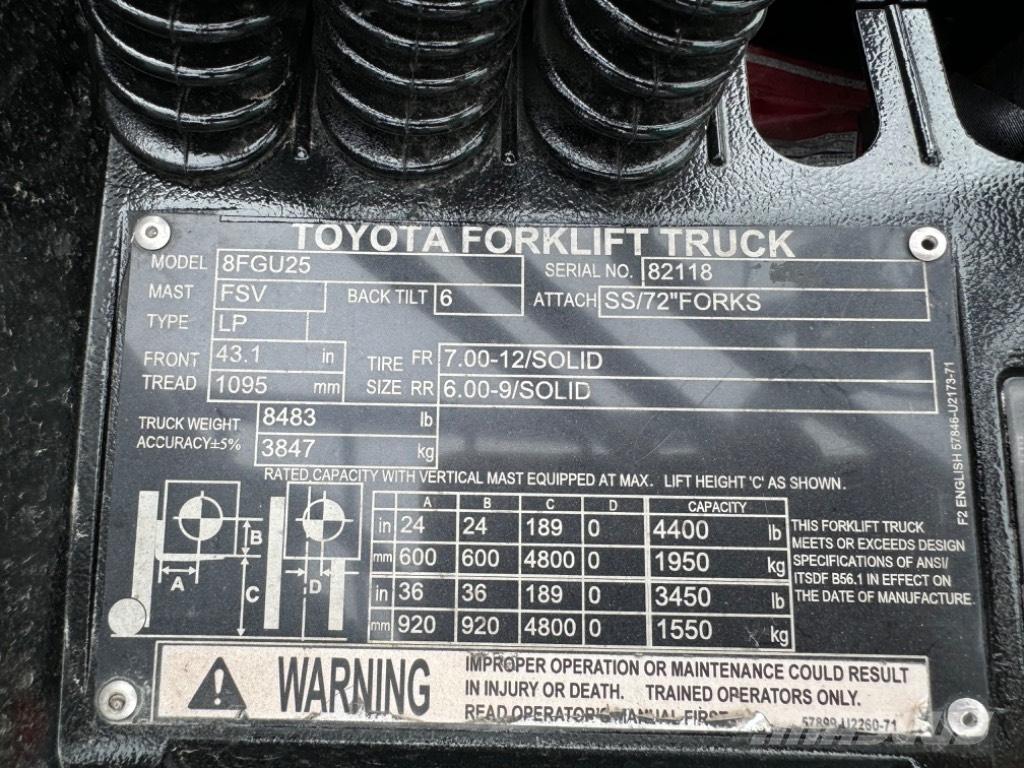 TOYOTA FORKLIFT TRUCK
MODEL 8FGU25 SERIAL NO. 82118
MAST FSV BACK TILT 6 ATTACH SS/72"FORKS
TYPE LP
FRONT TREAD 43.1 in
1095 mm
TIRE SIZE FR 7.00-12/SOLID
RR 6.00-9/SOLID
TRUCK WEIGHT 8483 lb
ACCURACY±5% 3847 kg
RATED CAPACITY WITH VERTICAL MAST EQUIPPED AT MAX. LIFT HEIGHT 'C' AS SHOWN.
A B C D
A B C D CAPACITY
in 24 24 189 0 4400 lb
mm 600 600 4800 0 1950 kg
in 36 36 189 0 3450 lb
mm 920 920 4800 0 1550 kg
THIS FORKLIFT TRUCK
MEETS OR EXCEEDS DESIGN
SPECIFICATIONS OF ANSI/
ITSDF B56.1 IN EFFECT ON
THE DATE OF MANUFACTURE.
F2 ENGLISH 57846-U2173-71
WARNING
IMPROPER OPERATION OR MAINTENANCE COULD RESULT
IN INJURY OR DEATH. TRAINED OPERATORS ONLY.
READ OPERATOR'S MANUAL FIRST
57899-U2260-71